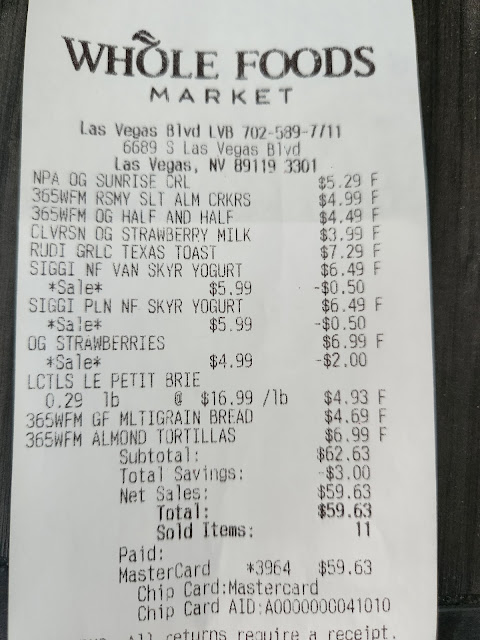 WHOLE FOODS
MARKET
Las Vegas Blvd LVB 702-589-7711
6689 S Las Vegas Blvd
Las Vegas, NV 89119 3301
NPA OG SUNRISE CRL $5.29 F
365WFM RSMY SLT ALM CRKRS $4.99 F
365WFM OG HALF AND HALF $4.49 F
CLVRSN OG STRAWBERRY MILK $3.99 F
RUDI GRLC TEXAS TOAST $7.29 F
SIGGI NF VAN SKYR YOGURT $6.49 F
*Sale* $5.99 -$0.50
SIGGI PLN NF SKYR YOGURT $6.49 F
*Sale* $5.99 -$0.50
OG STRAWBERRIES $6.99 F
*Sale* $4.99 -$2.00
LCTLS LE PETIT BRIE
0.29 lb @ $16.99 /lb $4.93 F
365WFM GF MLTIGRAIN BREAD $4.69 F
365WFM ALMOND TORTILLAS $6.99 F
Subtotal: $62.63
Total Savings: -$3.00
Net Sales: $59.63
Total: $59.63
Sold Items: 11
Paid:
MasterCard *3964 $59.63
Chip Card:Mastercard
Chip Card AID:A0000000041010
All returns require a receipt.